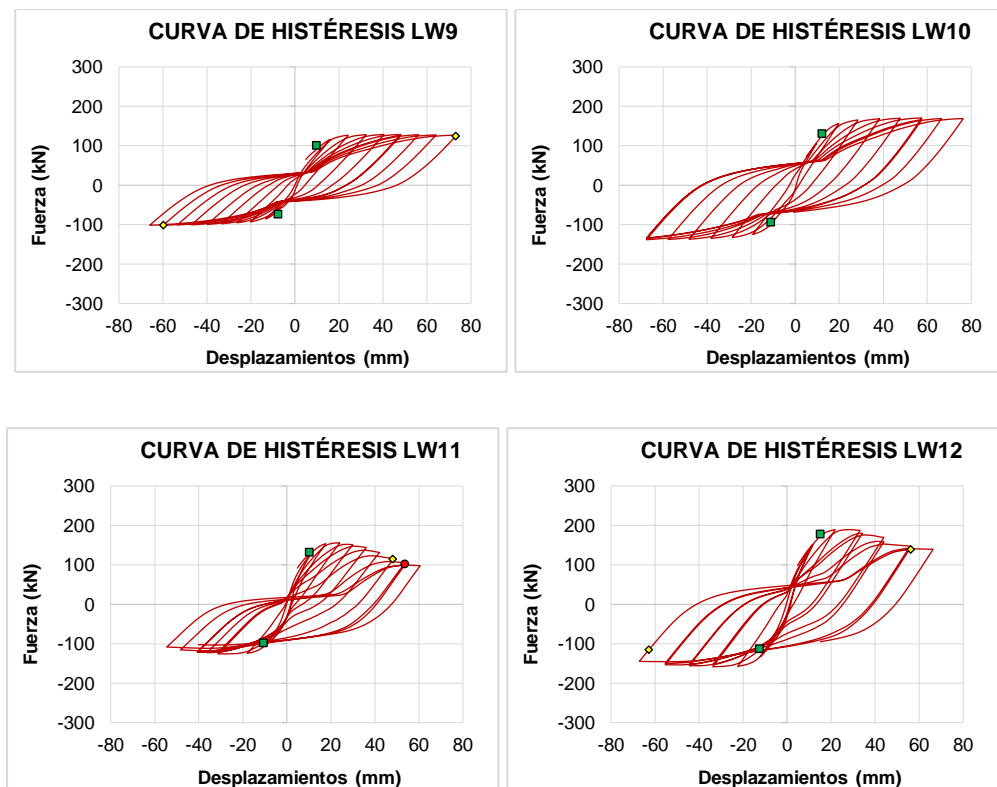 CURVA DE HISTÉRESIS LW9
300
200
100
0
-100
-200
-300
-80 -60 -40 -20 0 20 40 60 80
Fuerza (kN)
Desplazamientos (mm)
CURVA DE HISTÉRESIS LW10
300
200
100
0
-100
-200
-300
-80 -60 -40 -20 0 20 40 60 80
Fuerza (kN)
Desplazamientos (mm)
CURVA DE HISTÉRESIS LW11
300
200
100
0
-100
-200
-300
-80 -60 -40 -20 0 20 40 60 80
Fuerza (kN)
Desplazamientos (mm)
CURVA DE HISTÉRESIS LW12
300
200
100
0
-100
-200
-300
-80 -60 -40 -20 0 20 40 60 80
Fuerza (kN)
Desplazamientos (mm)